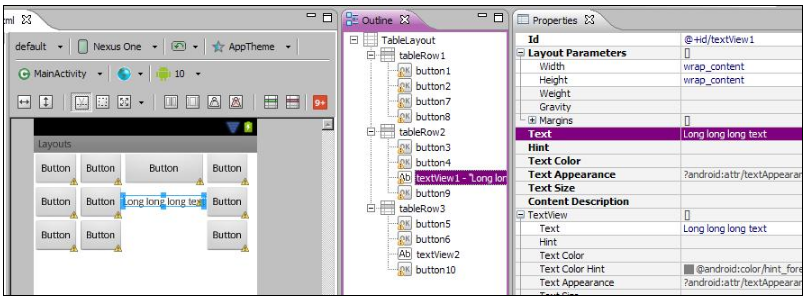 ml
default Nexus One AppTheme
MainActivity 10
9+
Layouts
Button Button Button Button
Button Button Long long long text Button
Button Button Button
Outline
TableLayout
tableRow1
button1
button2
button7
button8
tableRow2
button3
button4
Ab textView1 - "Long lon
button9
tableRow3
button5
button6
Ab textView2
button10
Properties
Id @+id/textView1
Layout Parameters []
Width wrap_content
Height wrap_content
Weight
Gravity
Margins []
Text Long long long text
Hint
Text Color
Text Appearance ?android:attr/textAppearan
Text Size
Content Description
TextView []
Text Long long long text
Hint
Text Color
Text Color Hint @android:color/hint_fore
Text Appearance ?android:attr/textAppearan